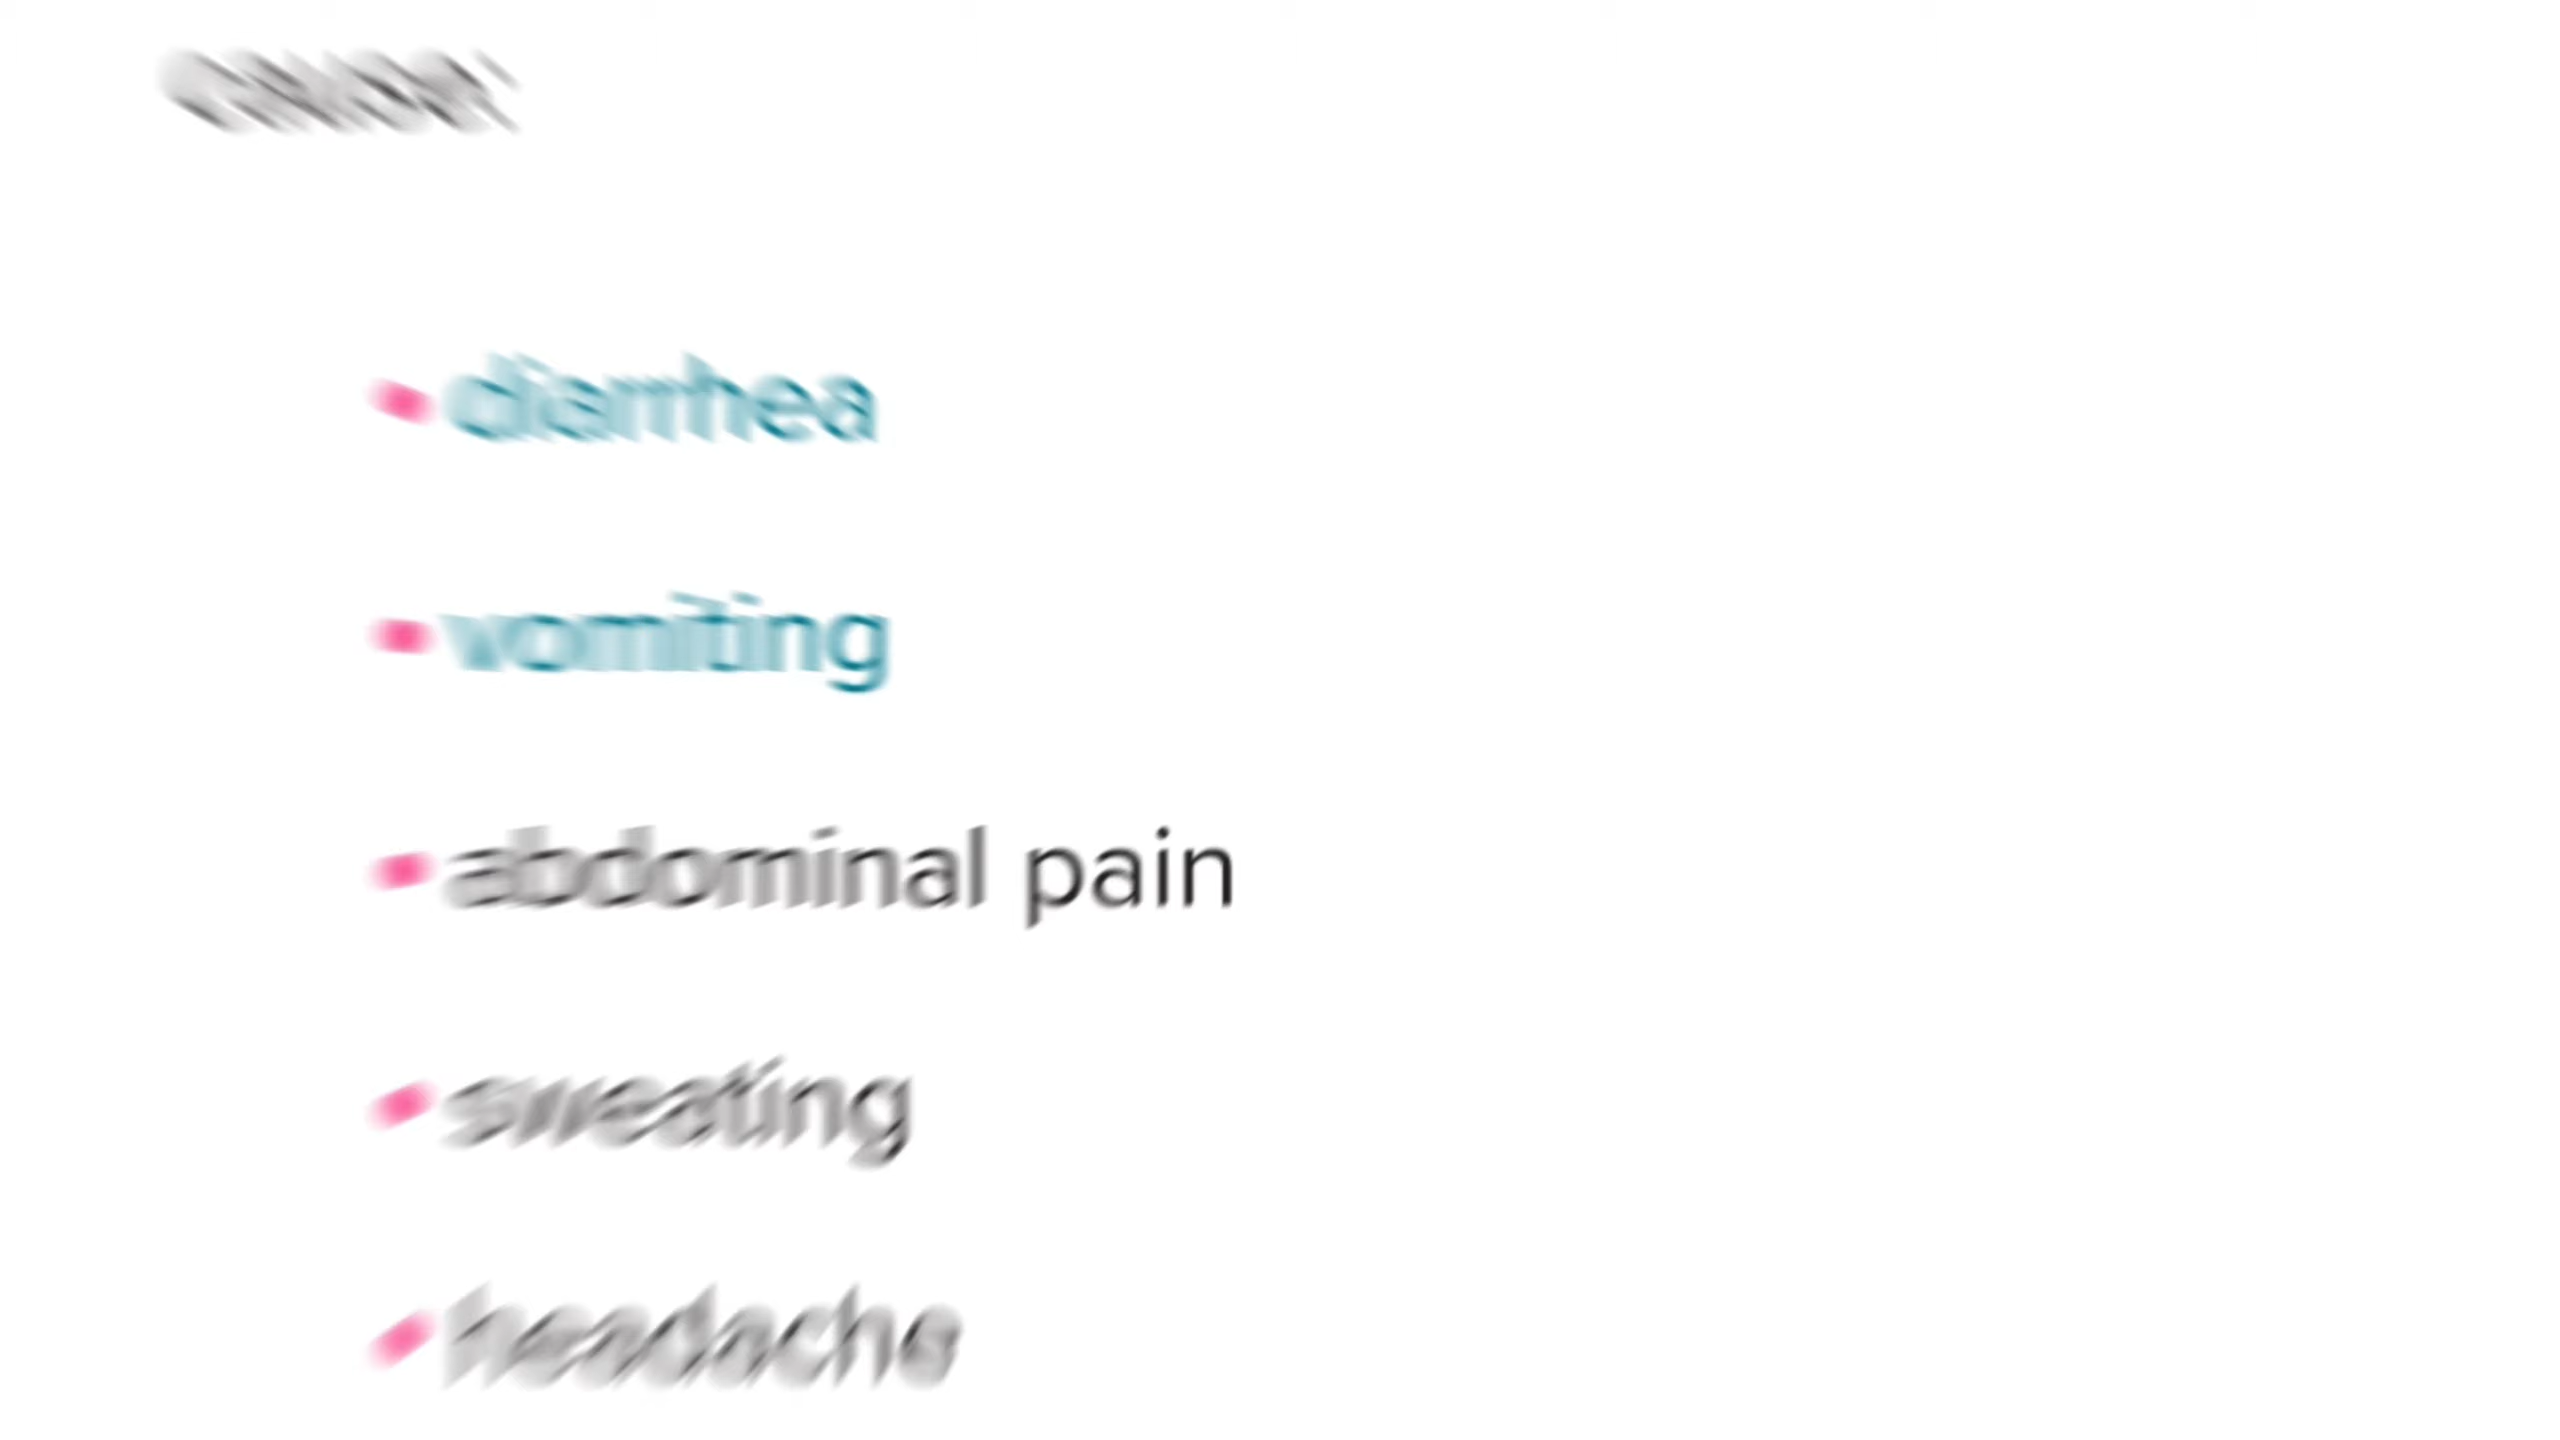 diarrhea
vomiting
abdominal pain
sweating
headache